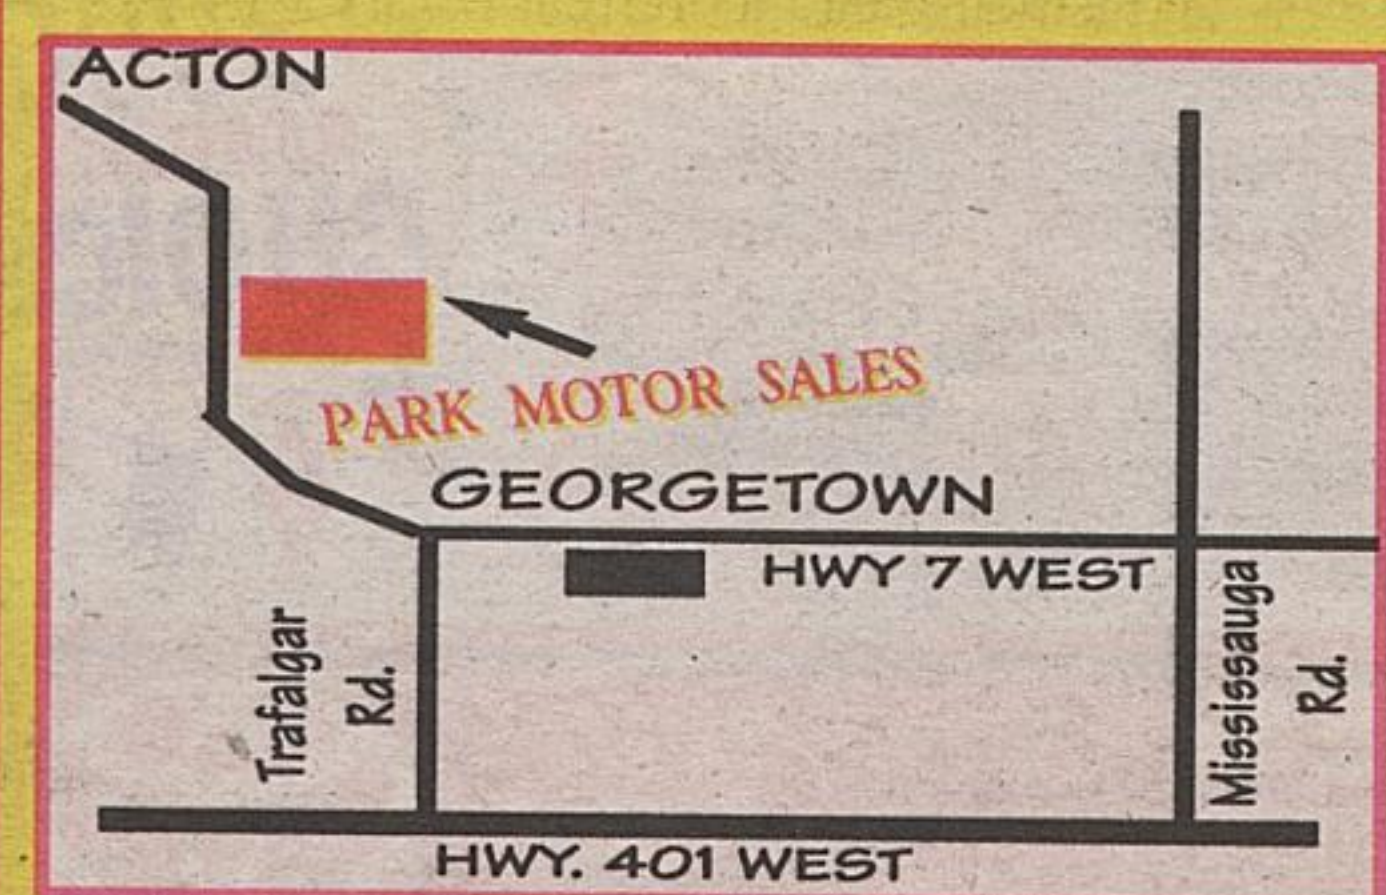 ACTON
PARK MOTOR SALES
GEORGETOWN
HWY 7 WEST
Trafalgar
Rd.
Mississauga
Rd.
HWY. 401 WEST